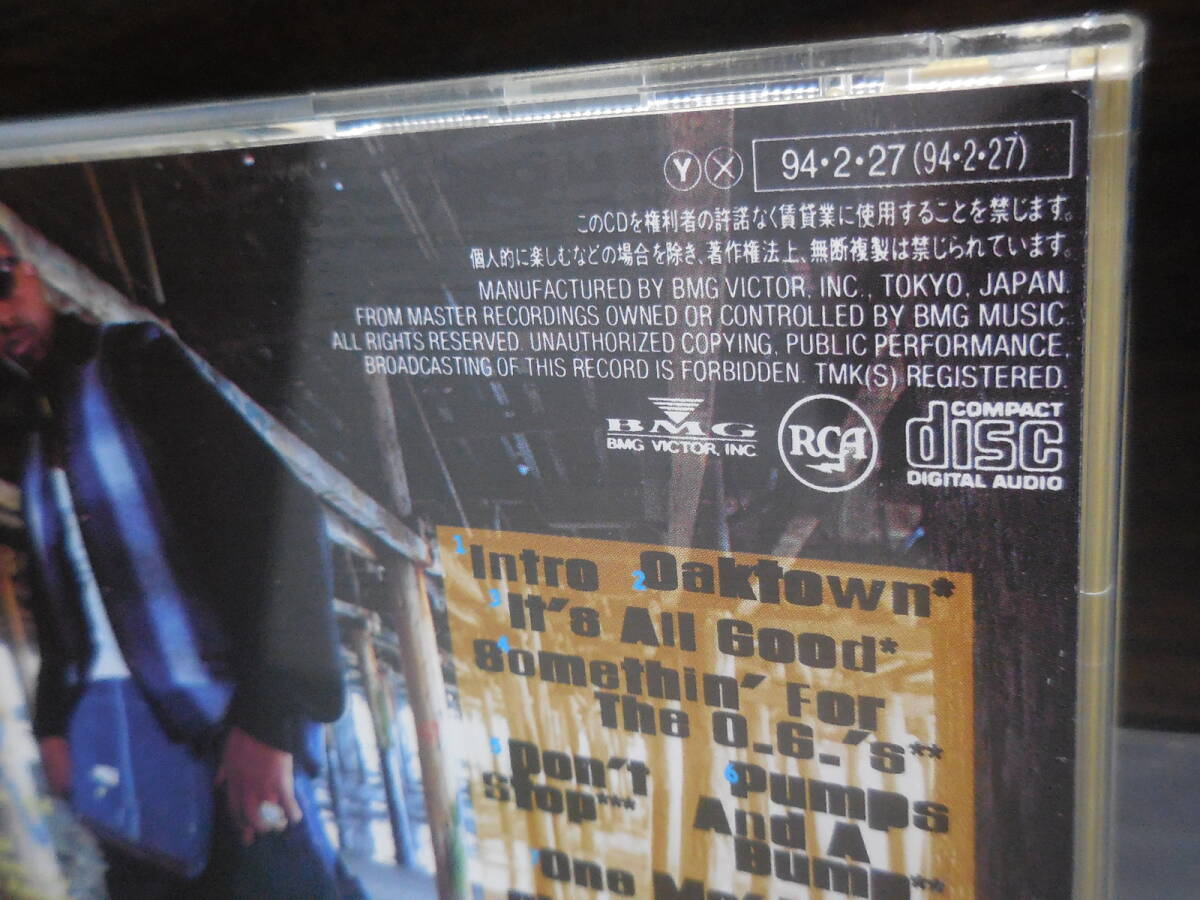 Y X 94・2・27(94・2・27)
このCDを権利者の許諾なく賃貸業に使用することを禁じます。
個人的に楽しむなどの場合を除き、著作権法上、無断複製は禁じられています。
MANUFACTURED BY BMG VICTOR, INC., TOKYO, JAPAN.
FROM MASTER RECORDINGS OWNED OR CONTROLLED BY BMG MUSIC.
ALL RIGHTS RESERVED. UNAUTHORIZED COPYING, PUBLIC PERFORMANCE,
BROADCASTING OF THIS RECORD IS FORBIDDEN. TMK(S) REGISTERED.
BMG
BMG VICTOR, INC.
RCA
COMPACT
disc
DIGITAL AUDIO
1 Intro 2 Oaktown*
3 It's All Good*
4 Somethin' For
The O.G.'s**
5 Don't
Stop***
6 Pumps
And A
Bump**
One